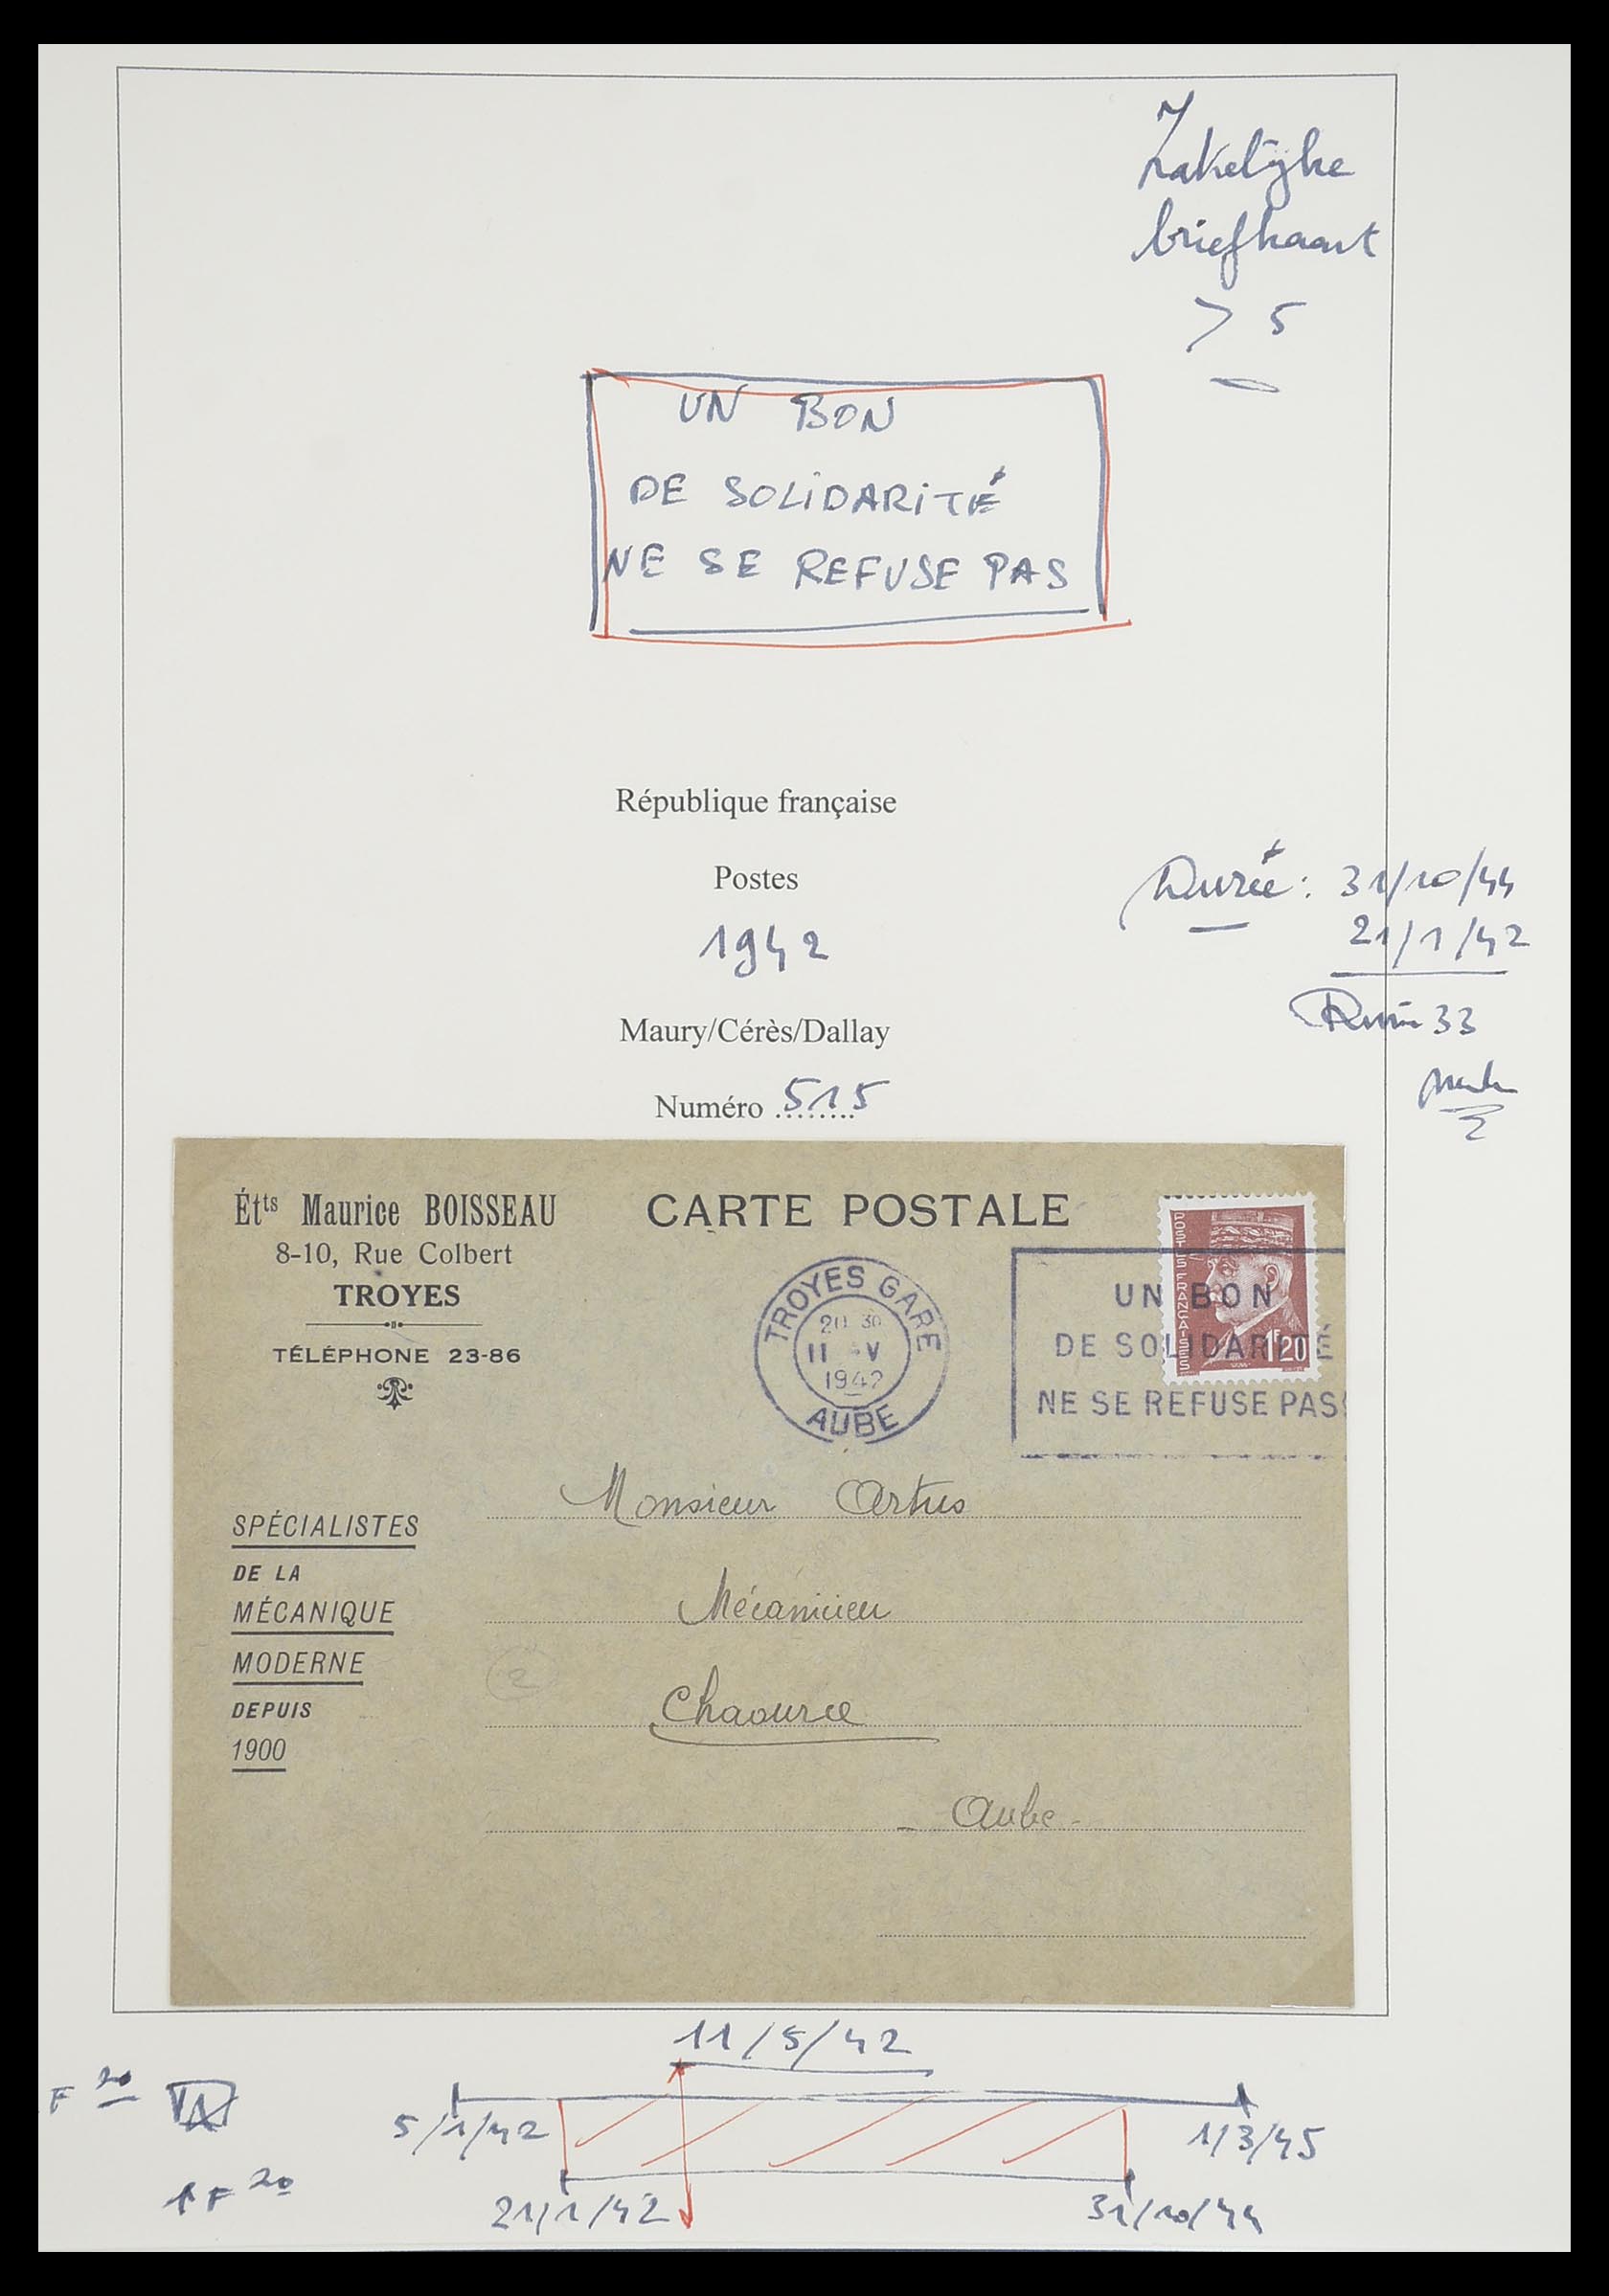 Zakelijke
briefkaart
> 5
UN BON
DE SOLIDARITÉ
NE SE REFUSE PAS
République française
Postes
1942
Maury/Cérès/Dallay
Numéro ........515
Durée : 31/10/44
21/1/42
33
Étts Maurice BOISSEAU
8-10, Rue Colbert
TROYES
TÉLÉPHONE 23-86
CARTE POSTALE
TROYES GARE
20 30
11 -V
1942
AUBE
POSTES FRANÇAISES
1F20
UN BON
DE SOLIDARITÉ
NE SE REFUSE PAS
SPÉCIALISTES
DE LA
MÉCANIQUE
MODERNE
DEPUIS
1900
Monsieur Artus
Mécanicien
2
Chaource
Aube
11/5/42
F 20
5/1/42
1/3/45
1F 20
21/1/42
31/10/44